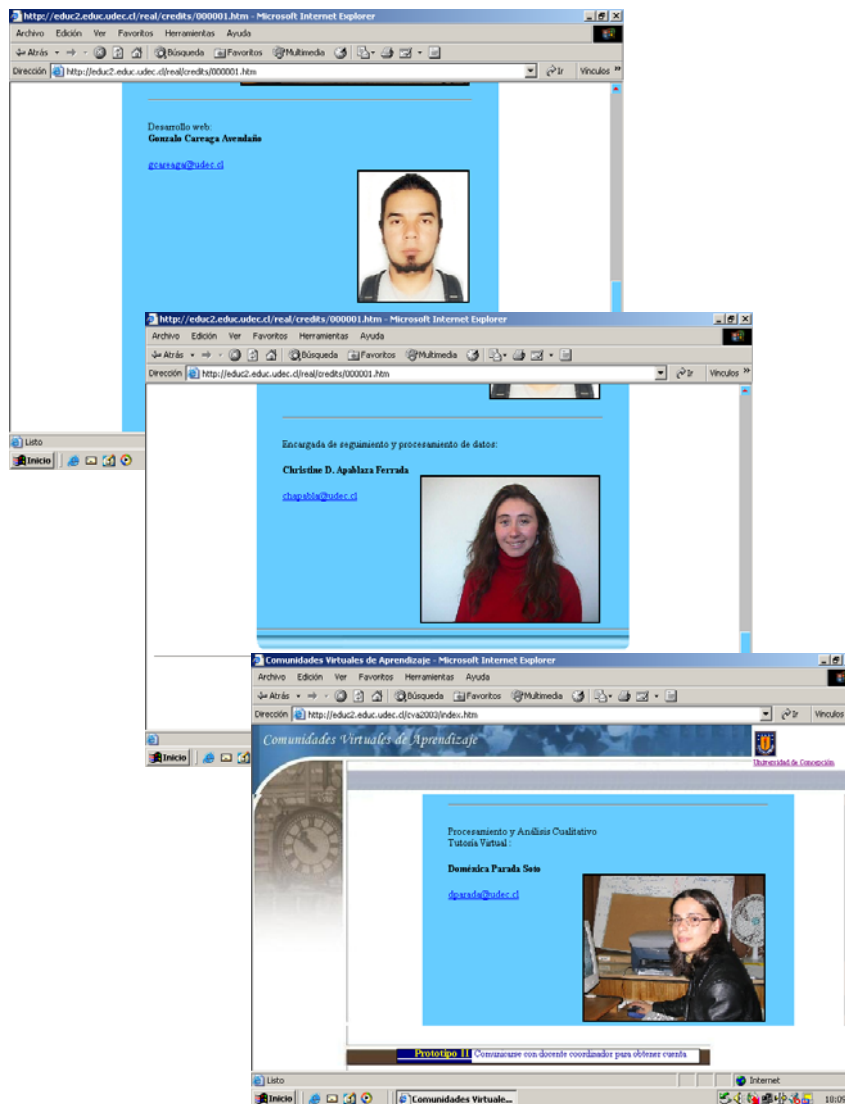 http://educ2.educ.udec.cl/real/credits/000001.htm - Microsoft Internet Explorer
Archivo Edición Ver Favoritos Herramientas Ayuda
Atrás Búsqueda Favoritos Multimedia
Dirección http://educ2.educ.udec.cl/real/credits/000001.htm Ir Vínculos »
Desarrollo web:
Gonzalo Careaga Avendaño
gcareaga@udec.cl
Listo
Inicio
http://educ2.educ.udec.cl/real/credits/000001.htm - Microsoft Internet Explorer
Archivo Edición Ver Favoritos Herramientas Ayuda
Atrás Búsqueda Favoritos Multimedia
Dirección http://educ2.educ.udec.cl/real/credits/000001.htm Ir Vínculos »
Encargada de seguimiento y procesamiento de datos:
Christine D. Apablaza Ferrada
chapabla@udec.cl
Inicio
Comunidades Virtuales de Aprendizaje - Microsoft Internet Explorer
Archivo Edición Ver Favoritos Herramientas Ayuda
Atrás Búsqueda Favoritos Multimedia
Dirección http://educ2.educ.udec.cl/cva2003/index.htm Ir Vínculos
Comunidades Virtuales de Aprendizaje
Universidad de Concepción
Procesamiento y Análisis Cualitativo
Tutoría Virtual :
Doménica Parada Soto
dparada@udec.cl
Prototipo II Comunicarse con docente coordinador para obtener cuenta
Listo Internet
Inicio Comunidades Virtuale... 18:09